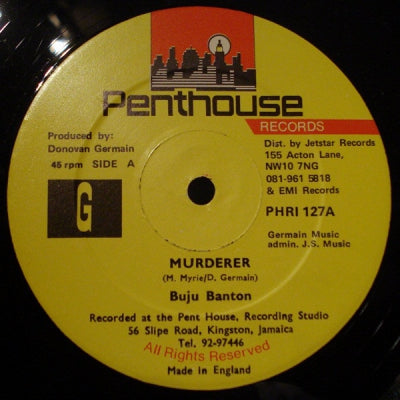 Penthouse
RECORDS
Produced by:
Donovan Germain
45 rpm SIDE A
Dist. by Jetstar Records
155 Acton Lane,
NW10 7NG
081-961 5818
& EMI Records
G
PHRI 127A
Germain Music
admin. J.S. Music
MURDERER
(M. Myrie/D. Germain)
Buju Banton
Recorded at the Pent House, Recording Studio
56 Slipe Road, Kingston, Jamaica
Tel. 92-97446
All Rights Reserved
Made in England